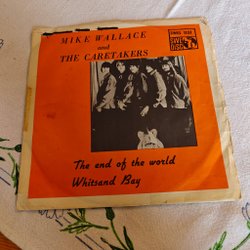 MIKE WALLACE
and
THE CARETAKERS
The end of the world
Whitsand Bay